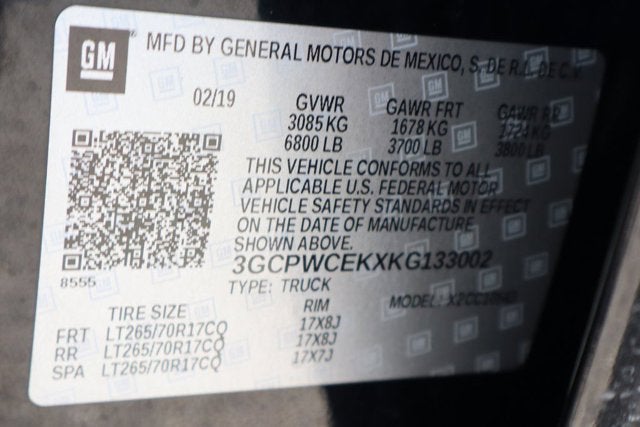 GM ®
MFD BY GENERAL MOTORS DE MEXICO, S. DE R.L. DE C.V.
02/19 GVWR GAWR FRT GAWR RR
3085 KG 1678 KG 1724 KG
6800 LB 3700 LB 3800 LB
THIS VEHICLE CONFORMS TO ALL
APPLICABLE U.S. FEDERAL MOTOR
VEHICLE SAFETY STANDARDS IN EFFECT
ON THE DATE OF MANUFACTURE
SHOWN ABOVE.
3GCPWCEKXKG133002
8555
TYPE: TRUCK MODEL:
TIRE SIZE RIM
FRT LT265/70R17CQ 17X8J
RR LT265/70R17CQ 17X8J
SPA LT265/70R17CQ 17X7J